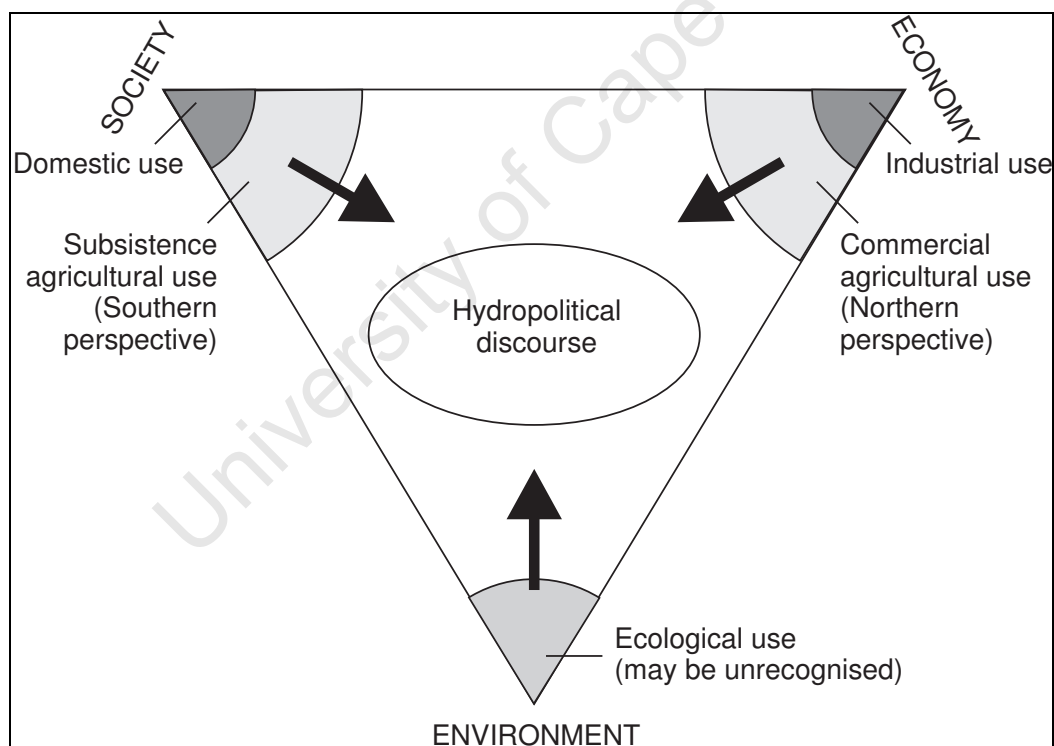 SOCIETY
ECONOMY
Domestic use
Industrial use
Subsistence
agricultural use
(Southern
perspective)
Commercial
agricultural use
(Northern
perspective)
Hydropolitical
discourse
Ecological use
(may be unrecognised)
ENVIRONMENT
University of Cape